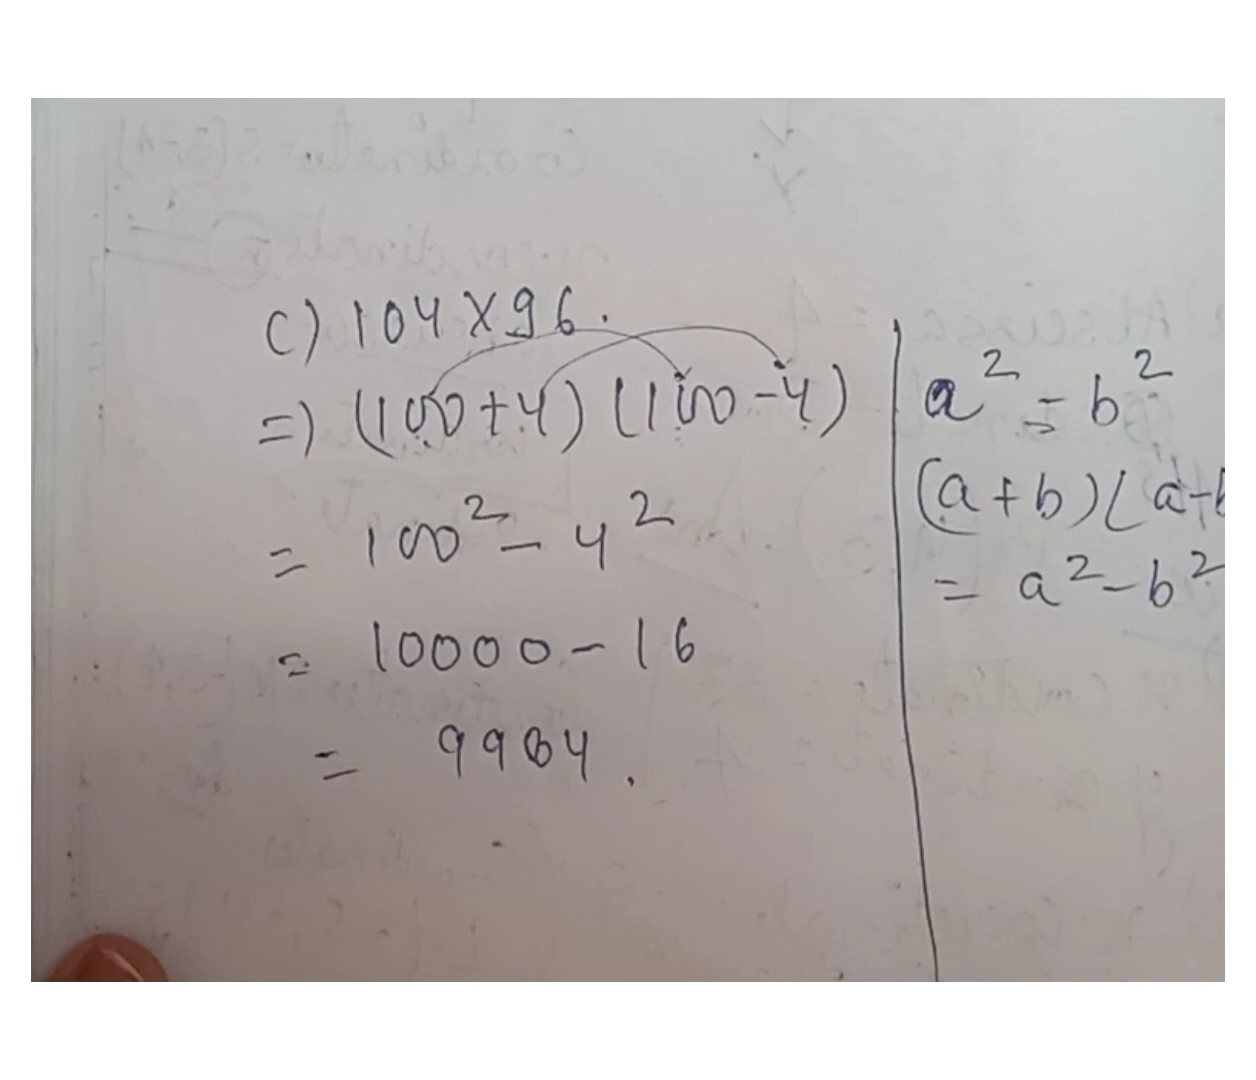 c) 104 X 96.
=) (100 + 4) (100 - 4)
= 100² - 4²
= 10000 - 16
= 9984.
a² = b²
(a + b) (a -
= a² - b²